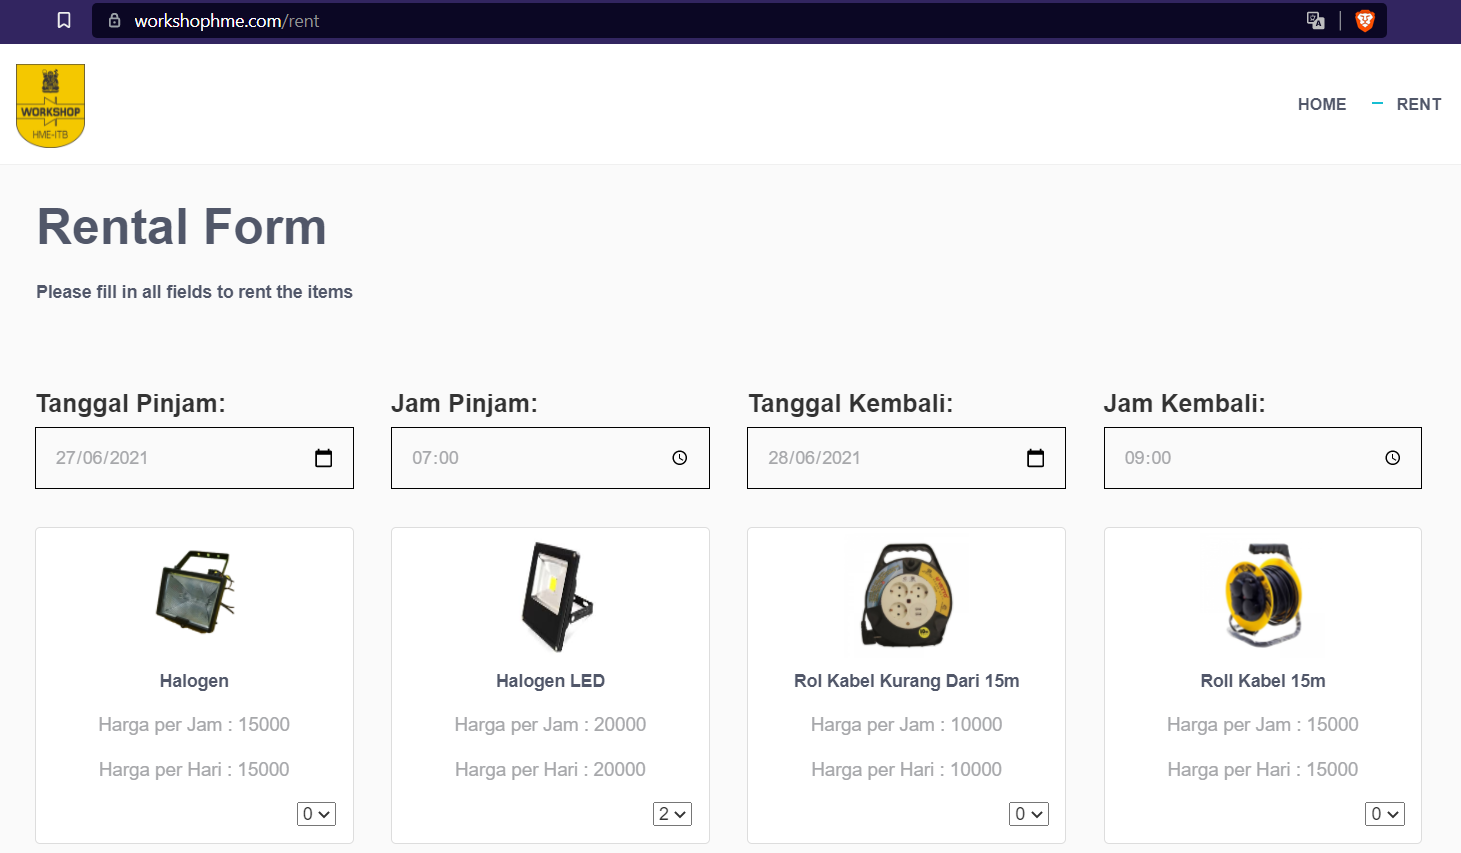 workshophme.com/rent
WORKSHOP
HME-ITB
HOME
RENT
Rental Form
Please fill in all fields to rent the items
Tanggal Pinjam:
Jam Pinjam:
Tanggal Kembali:
Jam Kembali:
27/06/2021
07:00
28/06/2021
09:00
Halogen
Halogen LED
Rol Kabel Kurang Dari 15m
Roll Kabel 15m
Harga per Jam : 15000
Harga per Jam : 20000
Harga per Jam : 10000
Harga per Jam : 15000
Harga per Hari : 15000
Harga per Hari : 20000
Harga per Hari : 10000
Harga per Hari : 15000
0
2
0
0